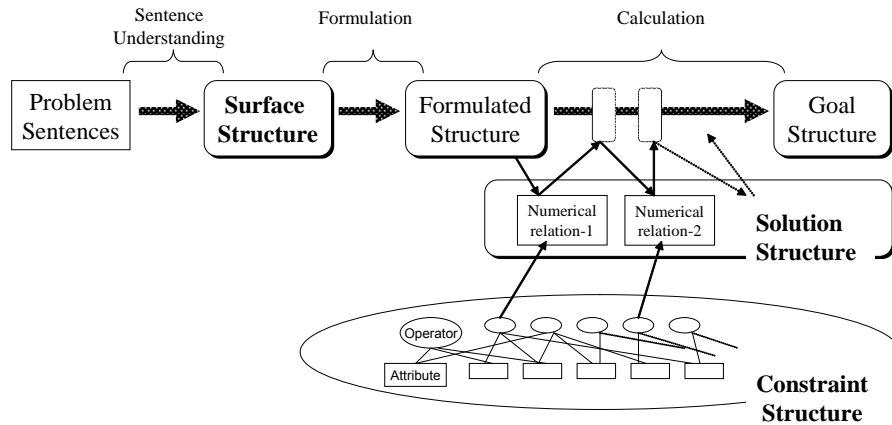 Sentence
Understanding
Formulation
Calculation
Problem
Sentences
Surface
Structure
Formulated
Structure
Goal
Structure
Numerical
relation-1
Numerical
relation-2
Solution
Structure
Operator
Attribute
Constraint
Structure